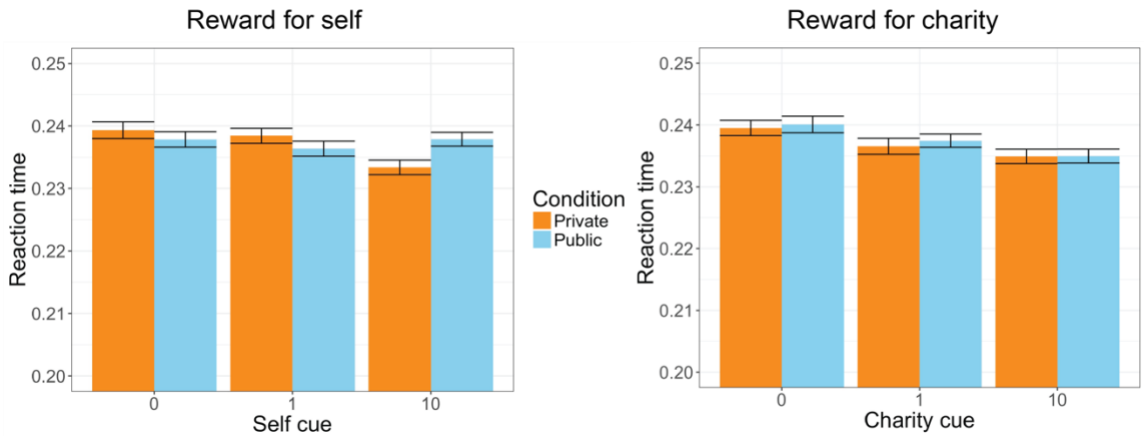 Reward for self
0.25
0.24
0.23
0.22
0.21
0.20
Reaction time
0
1
10
Self cue
Condition
Private
Public
Reward for charity
0.25
0.24
0.23
0.22
0.21
0.20
Reaction time
0
1
10
Charity cue